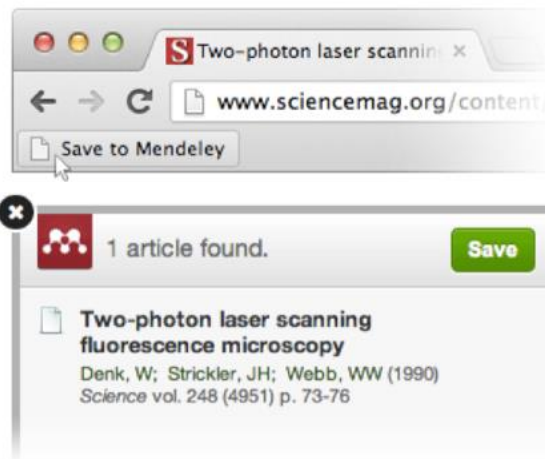 S Two-photon laser scanning
www.sciencemag.org/content/
Save to Mendeley
1 article found.
Save
Two-photon laser scanning
fluorescence microscopy
Denk, W; Strickler, JH; Webb, WW (1990)
Science vol. 248 (4951) p. 73-76